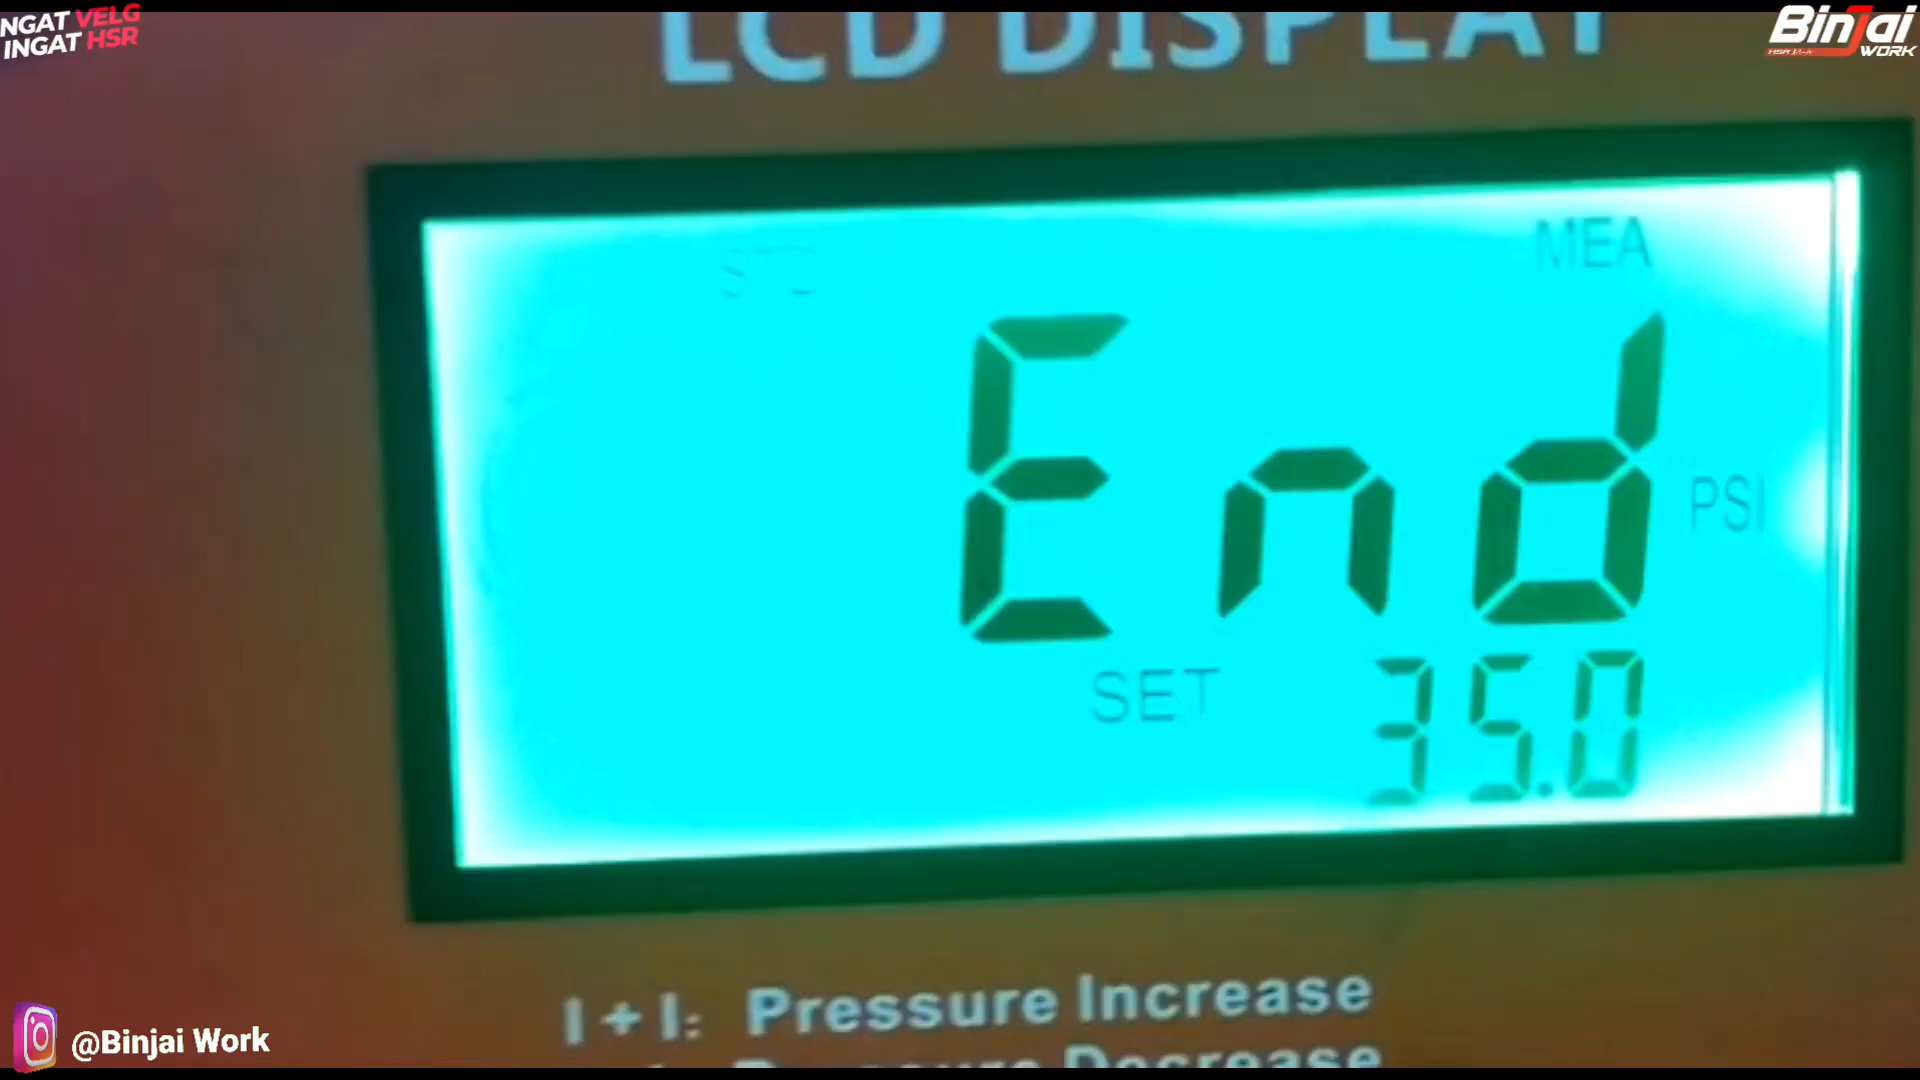 NGAT VELG
INGAT HSR
BinJai
WORK
LCD DISPLAY
STD
MEA
End
PSI
SET
35.0
I + I: Pressure Increase
Pressure Decrease
@Binjai Work